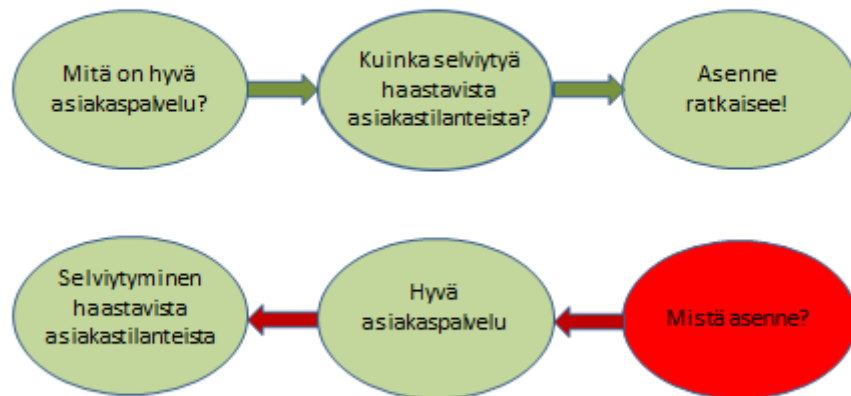 Mitä on hyvä
asiakaspalvelu?
Kuinka selviytyä
haastavista
asiakastilanteista?
Asenne
ratkaisee!
Selviytyminen
haastavista
asiakastilanteista
Hyvä
asiakaspalvelu
Mistä asenne?